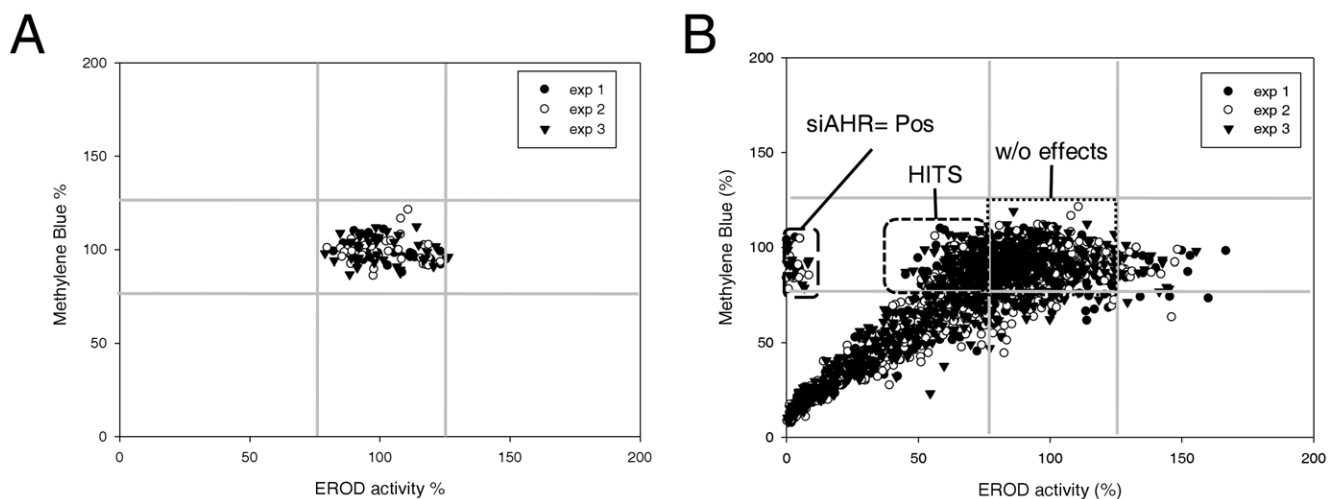 A
200
150
100
50
0
Methylene Blue %
exp 1
exp 2
exp 3
0
50
100
150
200
EROD activity %
B
200
150
100
50
0
Methylene Blue (%)
siAHR= Pos
HITS
w/o effects
exp 1
exp 2
exp 3
0
50
100
150
200
EROD activity (%)